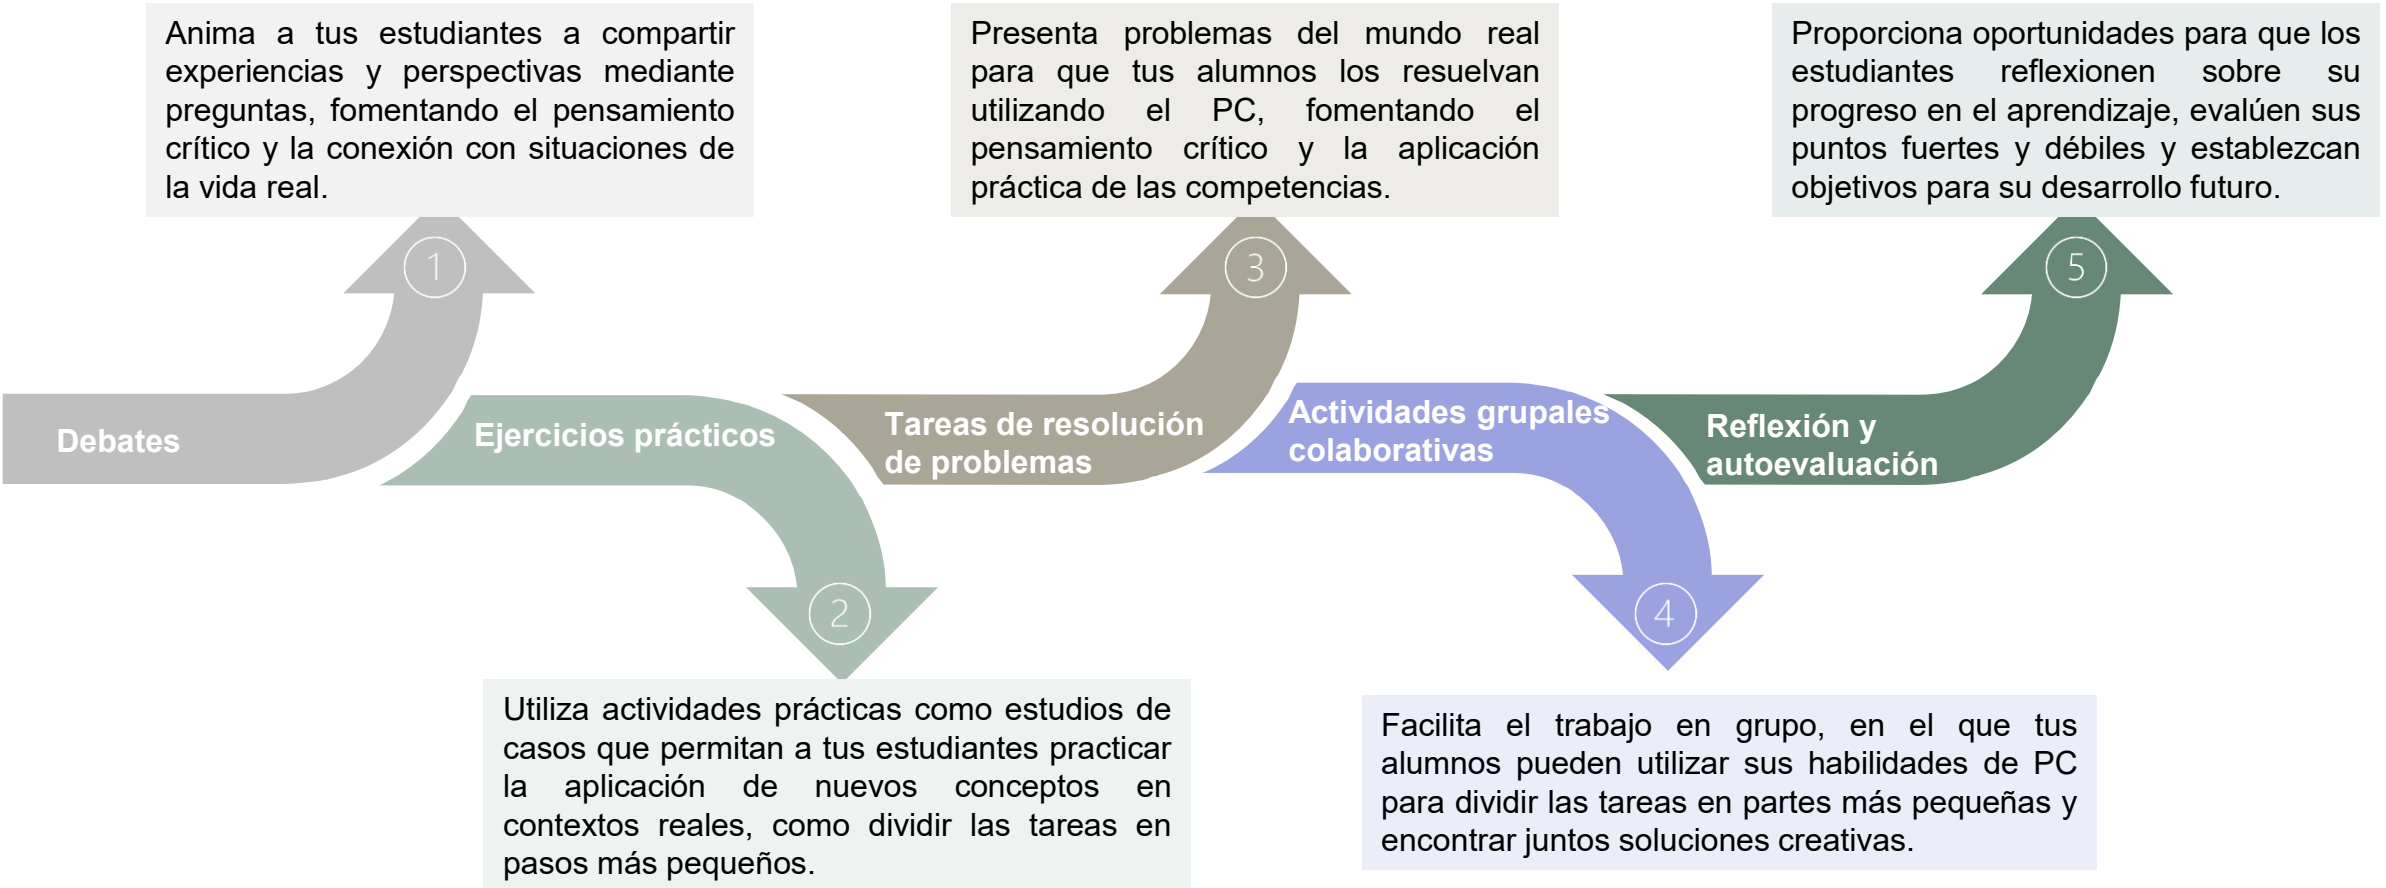 Anima a tus estudiantes a compartir
experiencias y perspectivas mediante
preguntas, fomentando el pensamiento
crítico y la conexión con situaciones de
la vida real.
1
Debates
Ejercicios prácticos
2
Utiliza actividades prácticas como estudios de
casos que permitan a tus estudiantes practicar
la aplicación de nuevos conceptos en
contextos reales, como dividir las tareas en
pasos más pequeños.
Presenta problemas del mundo real
para que tus alumnos los resuelvan
utilizando el PC, fomentando el
pensamiento crítico y la aplicación
práctica de las competencias.
3
Tareas de resolución
de problemas
Actividades grupales
colaborativas
4
Facilita el trabajo en grupo, en el que tus
alumnos pueden utilizar sus habilidades de PC
para dividir las tareas en partes más pequeñas y
encontrar juntos soluciones creativas.
Proporciona oportunidades para que los
estudiantes reflexionen sobre su
progreso en el aprendizaje, evalúen sus
puntos fuertes y débiles y establezcan
objetivos para su desarrollo futuro.
5
Reflexión y
autoevaluación